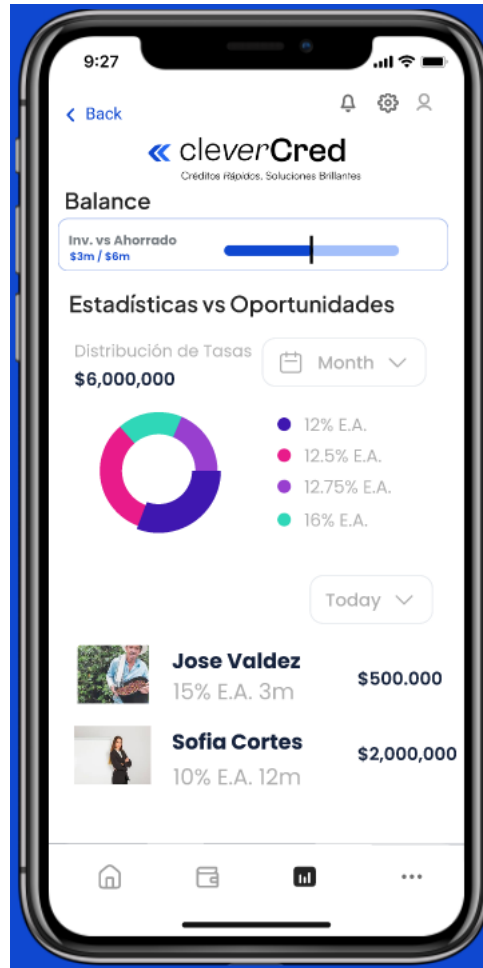 9:27
Back
cleverCred
Créditos Rápidos. Soluciones Brillantes
Balance
Inv. vs Ahorrado
$3m / $6m
Estadísticas vs Oportunidades
Distribución de Tasas
$6,000,000
Month
12% E.A.
12.5% E.A.
12.75% E.A.
16% E.A.
Today
Jose Valdez
15% E.A. 3m
$500.000
Sofia Cortes
10% E.A. 12m
$2,000,000